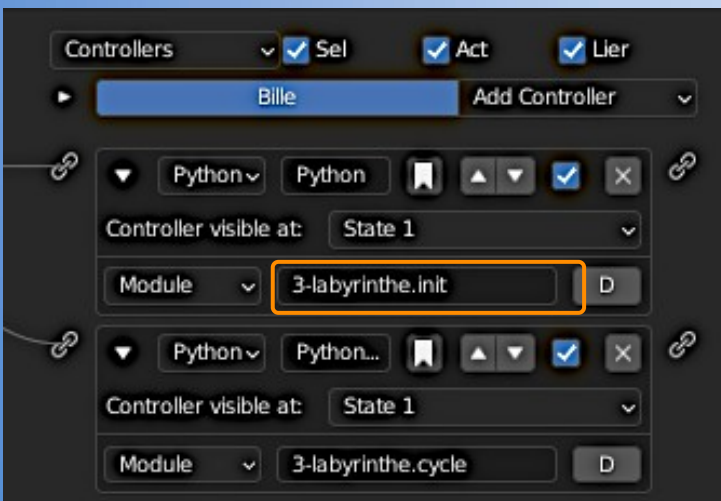 Controllers Sel Act Lier
Bille Add Controller
Python Python
Controller visible at: State 1
Module 3-labyrinthe.init D
Python Python...
Controller visible at: State 1
Module 3-labyrinthe.cycle D